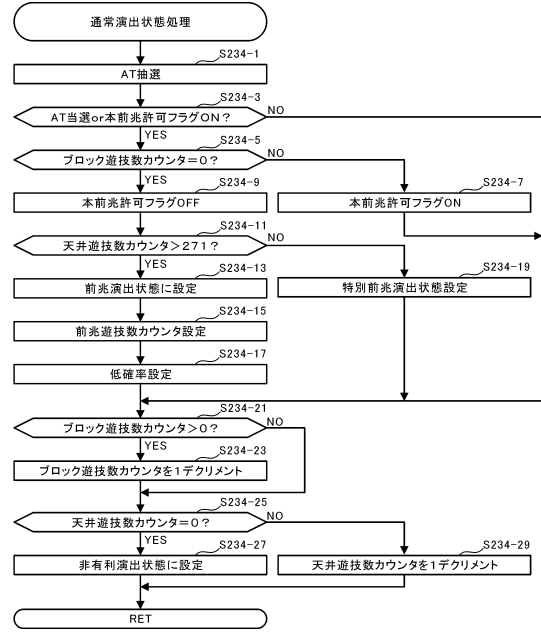 通常演出状態処理
S234-1
AT抽選
S234-3
AT当選or本前兆許可フラグON?
NO
YES
S234-5
ブロック遊技数カウンタ=0?
NO
YES
S234-7
本前兆許可フラグON
S234-9
本前兆許可フラグOFF
S234-11
天井遊技数カウンタ>271?
NO
YES
S234-13
前兆演出状態に設定
S234-19
特別前兆演出状態設定
S234-15
前兆遊技数カウンタ設定
S234-17
低確率設定
S234-21
ブロック遊技数カウンタ>0?
NO
YES
S234-23
ブロック遊技数カウンタを1デクリメント
S234-25
天井遊技数カウンタ=0?
NO
YES
S234-27
非有利演出状態に設定
S234-29
天井遊技数カウンタを1デクリメント
RET